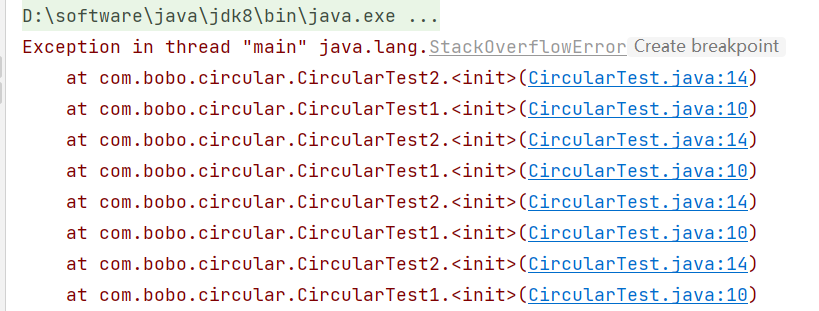 D:\software\java\jdk8\bin\java.exe ...
Exception in thread "main" java.lang.StackOverflowError Create breakpoint
at com.bobo.circular.CircularTest2.<init>(CircularTest.java:14)
at com.bobo.circular.CircularTest1.<init>(CircularTest.java:10)
at com.bobo.circular.CircularTest2.<init>(CircularTest.java:14)
at com.bobo.circular.CircularTest1.<init>(CircularTest.java:10)
at com.bobo.circular.CircularTest2.<init>(CircularTest.java:14)
at com.bobo.circular.CircularTest1.<init>(CircularTest.java:10)
at com.bobo.circular.CircularTest2.<init>(CircularTest.java:14)
at com.bobo.circular.CircularTest1.<init>(CircularTest.java:10)